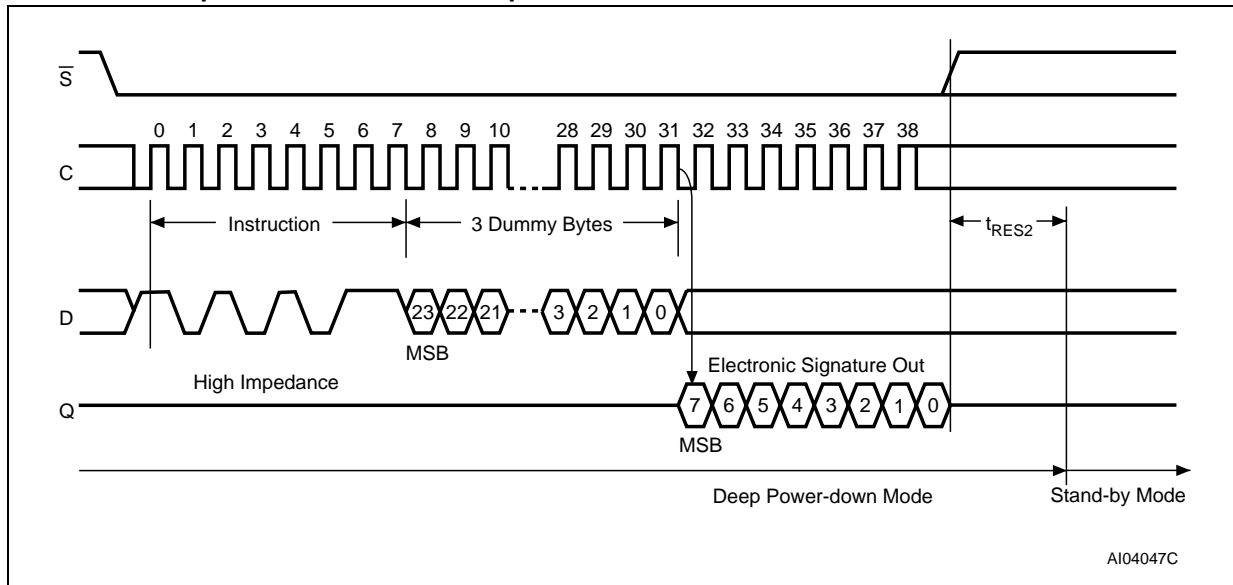 S
0 1 2 3 4 5 6 7 8 9 10 28 29 30 31 32 33 34 35 36 37 38
C
Instruction 3 Dummy Bytes tRES2
D
23 22 21 3 2 1 0
MSB
High Impedance Electronic Signature Out
Q
7 6 5 4 3 2 1 0
MSB
Deep Power-down Mode Stand-by Mode
AI04047C